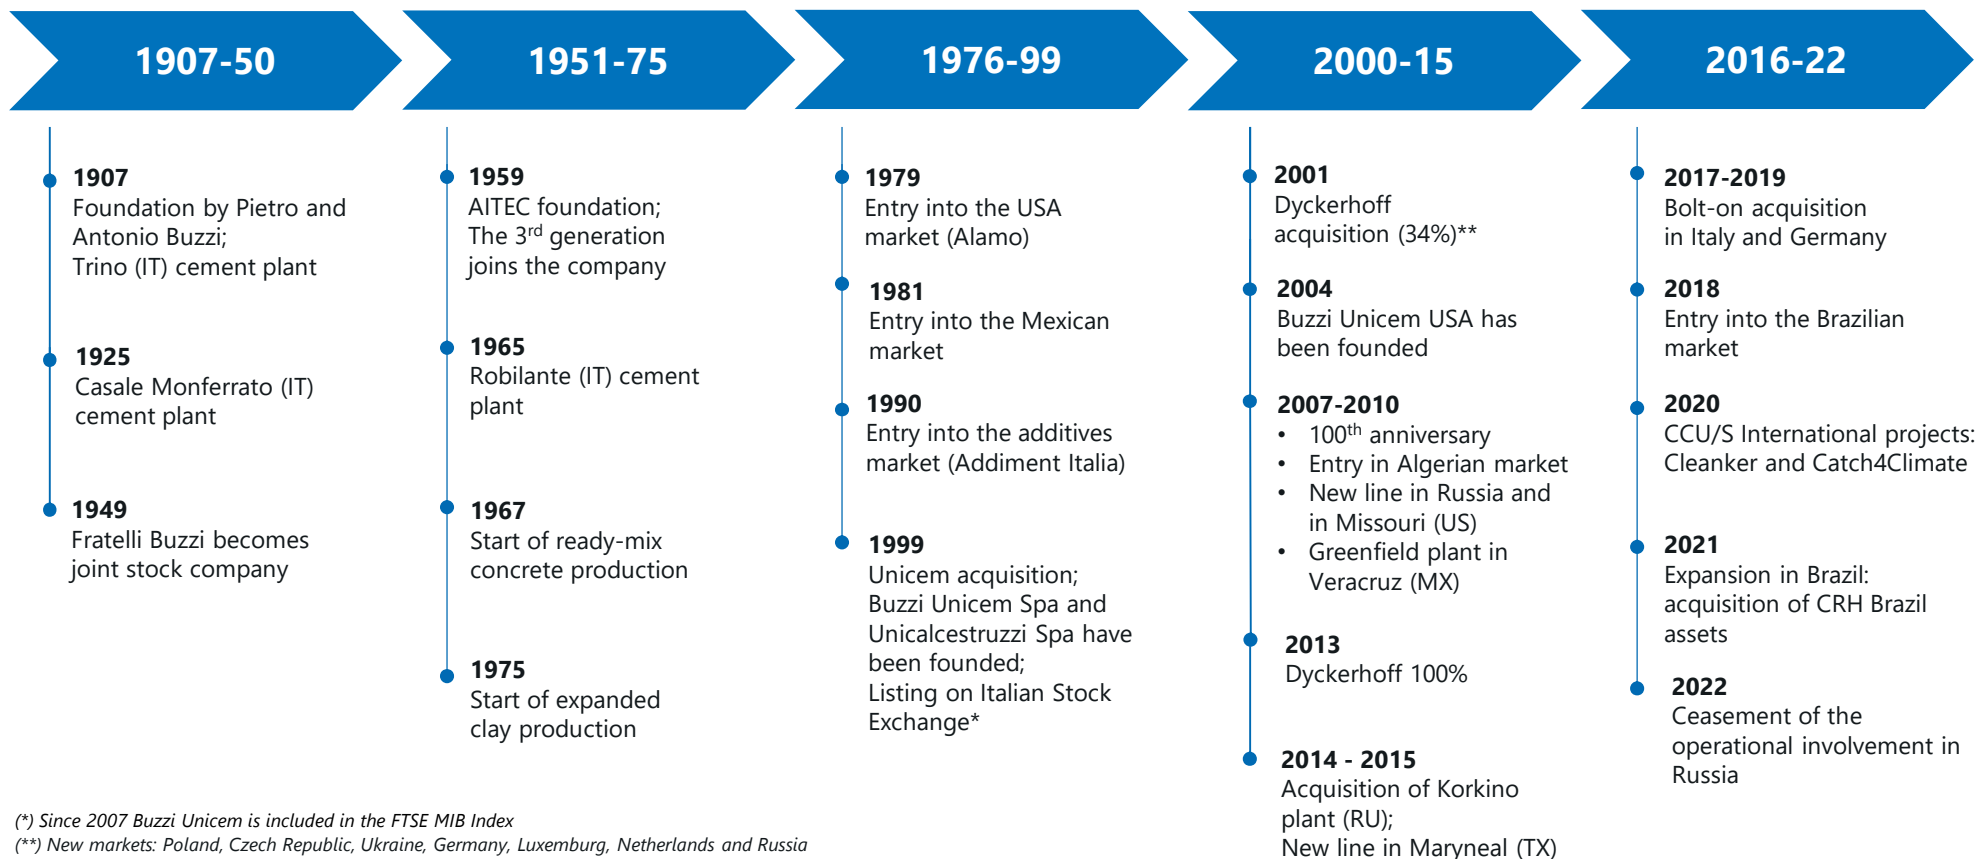 1907-50
1907
Foundation by Pietro and
Antonio Buzzi;
Trino (IT) cement plant
1925
Casale Monferrato (IT)
cement plant
1949
Fratelli Buzzi becomes
joint stock company
1951-75
1959
AITEC foundation;
The 3rd generation
joins the company
1965
Robilante (IT) cement
plant
1967
Start of ready-mix
concrete production
1975
Start of expanded
clay production
1976-99
1979
Entry into the USA
market (Alamo)
1981
Entry into the Mexican
market
1990
Entry into the additives
market (Addiment Italia)
1999
Unicem acquisition;
Buzzi Unicem Spa and
Unicalcestruzzi Spa have
been founded;
Listing on Italian Stock
Exchange*
2000-15
2001
Dyckerhoff
acquisition (34%)**
2004
Buzzi Unicem USA has
been founded
2007-2010
• 100th anniversary
• Entry in Algerian market
• New line in Russia and
in Missouri (US)
• Greenfield plant in
Veracruz (MX)
2013
Dyckerhoff 100%
2014 - 2015
Acquisition of Korkino
plant (RU);
New line in Maryneal (TX)
2016-22
2017-2019
Bolt-on acquisition
in Italy and Germany
2018
Entry into the Brazilian
market
2020
CCU/S International projects:
Cleanker and Catch4Climate
2021
Expansion in Brazil:
acquisition of CRH Brazil
assets
2022
Ceasement of the
operational involvement in
Russia
(*) Since 2007 Buzzi Unicem is included in the FTSE MIB Index
(**) New markets: Poland, Czech Republic, Ukraine, Germany, Luxemburg, Netherlands and Russia